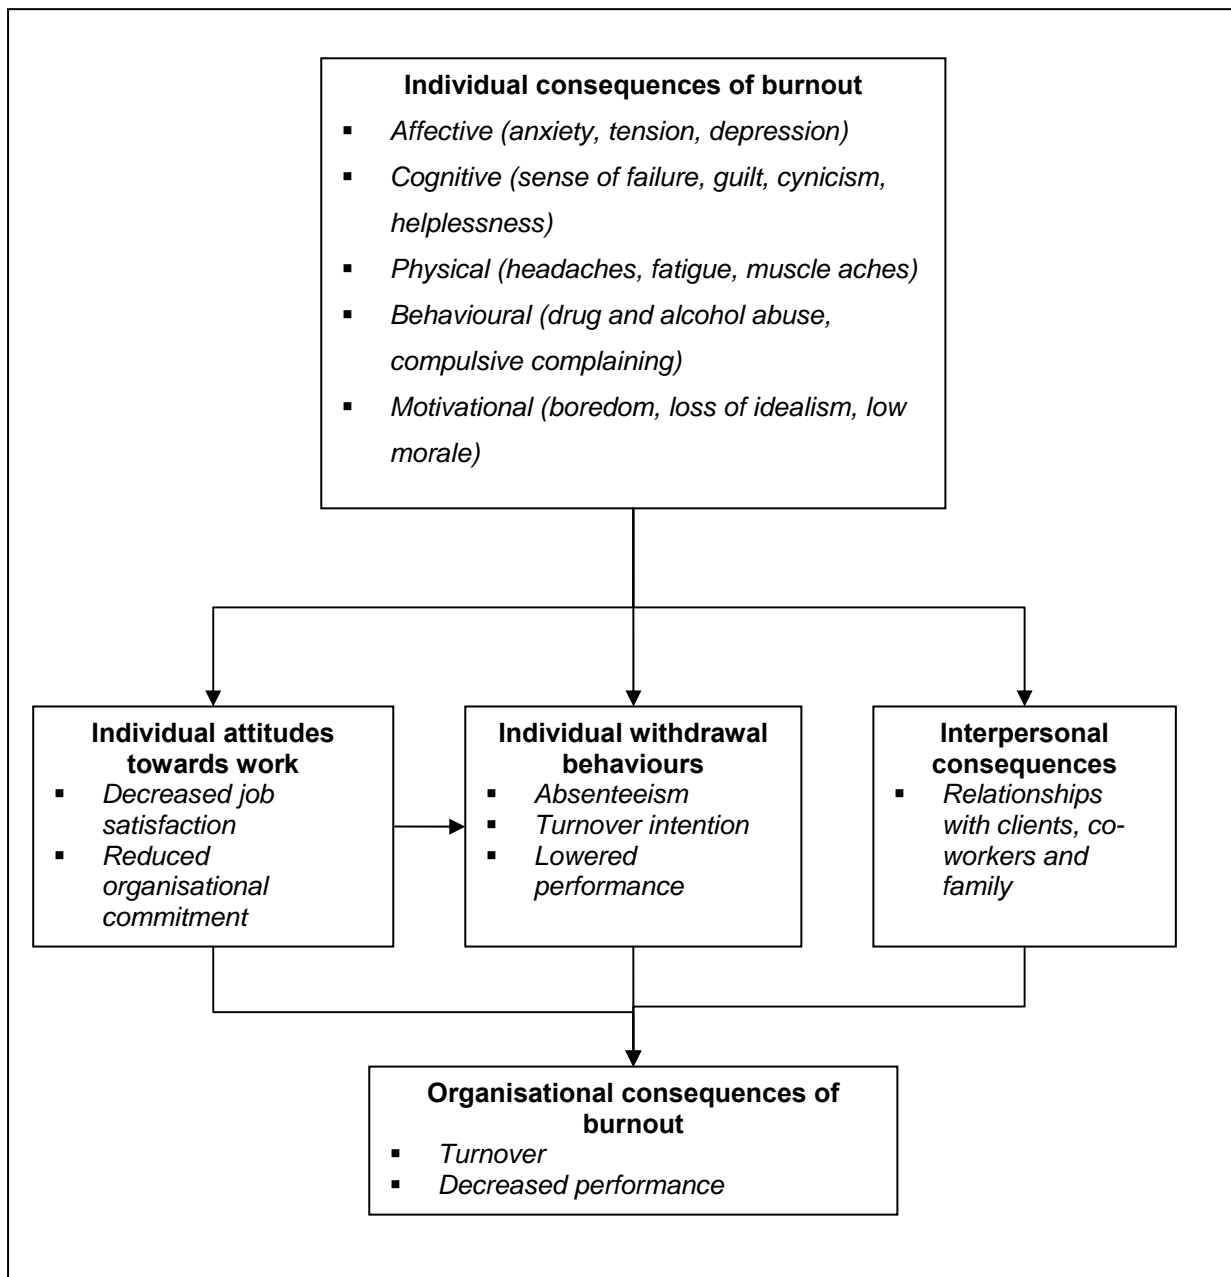 Individual consequences of burnout
▪ Affective (anxiety, tension, depression)
▪ Cognitive (sense of failure, guilt, cynicism,
helplessness)
▪ Physical (headaches, fatigue, muscle aches)
▪ Behavioural (drug and alcohol abuse,
compulsive complaining)
▪ Motivational (boredom, loss of idealism, low
morale)
Individual attitudes
towards work
▪ Decreased job
satisfaction
▪ Reduced
organisational
commitment
Individual withdrawal
behaviours
▪ Absenteeism
▪ Turnover intention
▪ Lowered
performance
Interpersonal
consequences
▪ Relationships
with clients, co-
workers and
family
Organisational consequences of
burnout
▪ Turnover
▪ Decreased performance